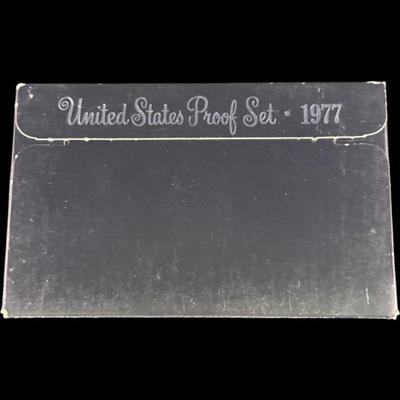 United States Proof Set · 1977